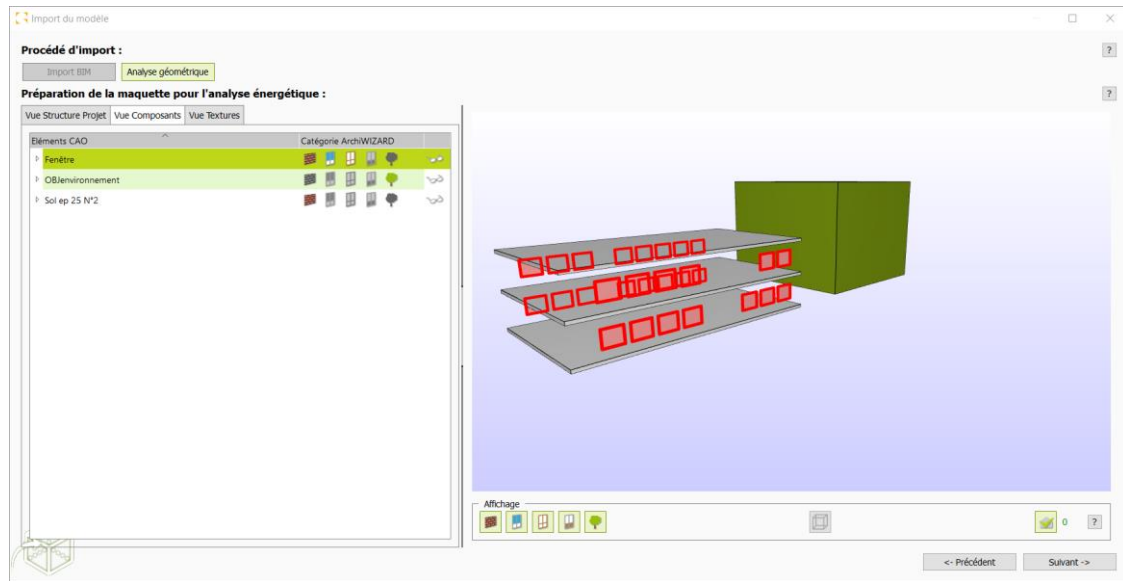 Import du modèle
Procédé d'import :
?
Import BIM
Analyse géométrique
Préparation de la maquette pour l'analyse énergétique :
?
Vue Structure Projet
Vue Composants
Vue Textures
Eléments CAO
Catégorie ArchiWIZARD
Fenêtre
OBJenvironnement
Sol ep 25 N°2
Affichage
0
?
<- Précédent
Suivant ->